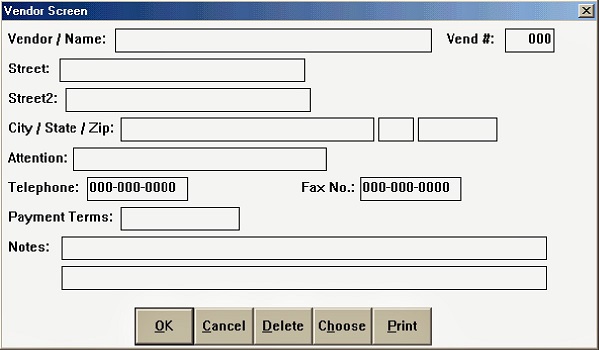 Vendor Screen
Vendor / Name: Vend #: 000
Street:
Street2:
City / State / Zip:
Attention:
Telephone: 000-000-0000 Fax No.: 000-000-0000
Payment Terms:
Notes:
OK Cancel Delete Choose Print